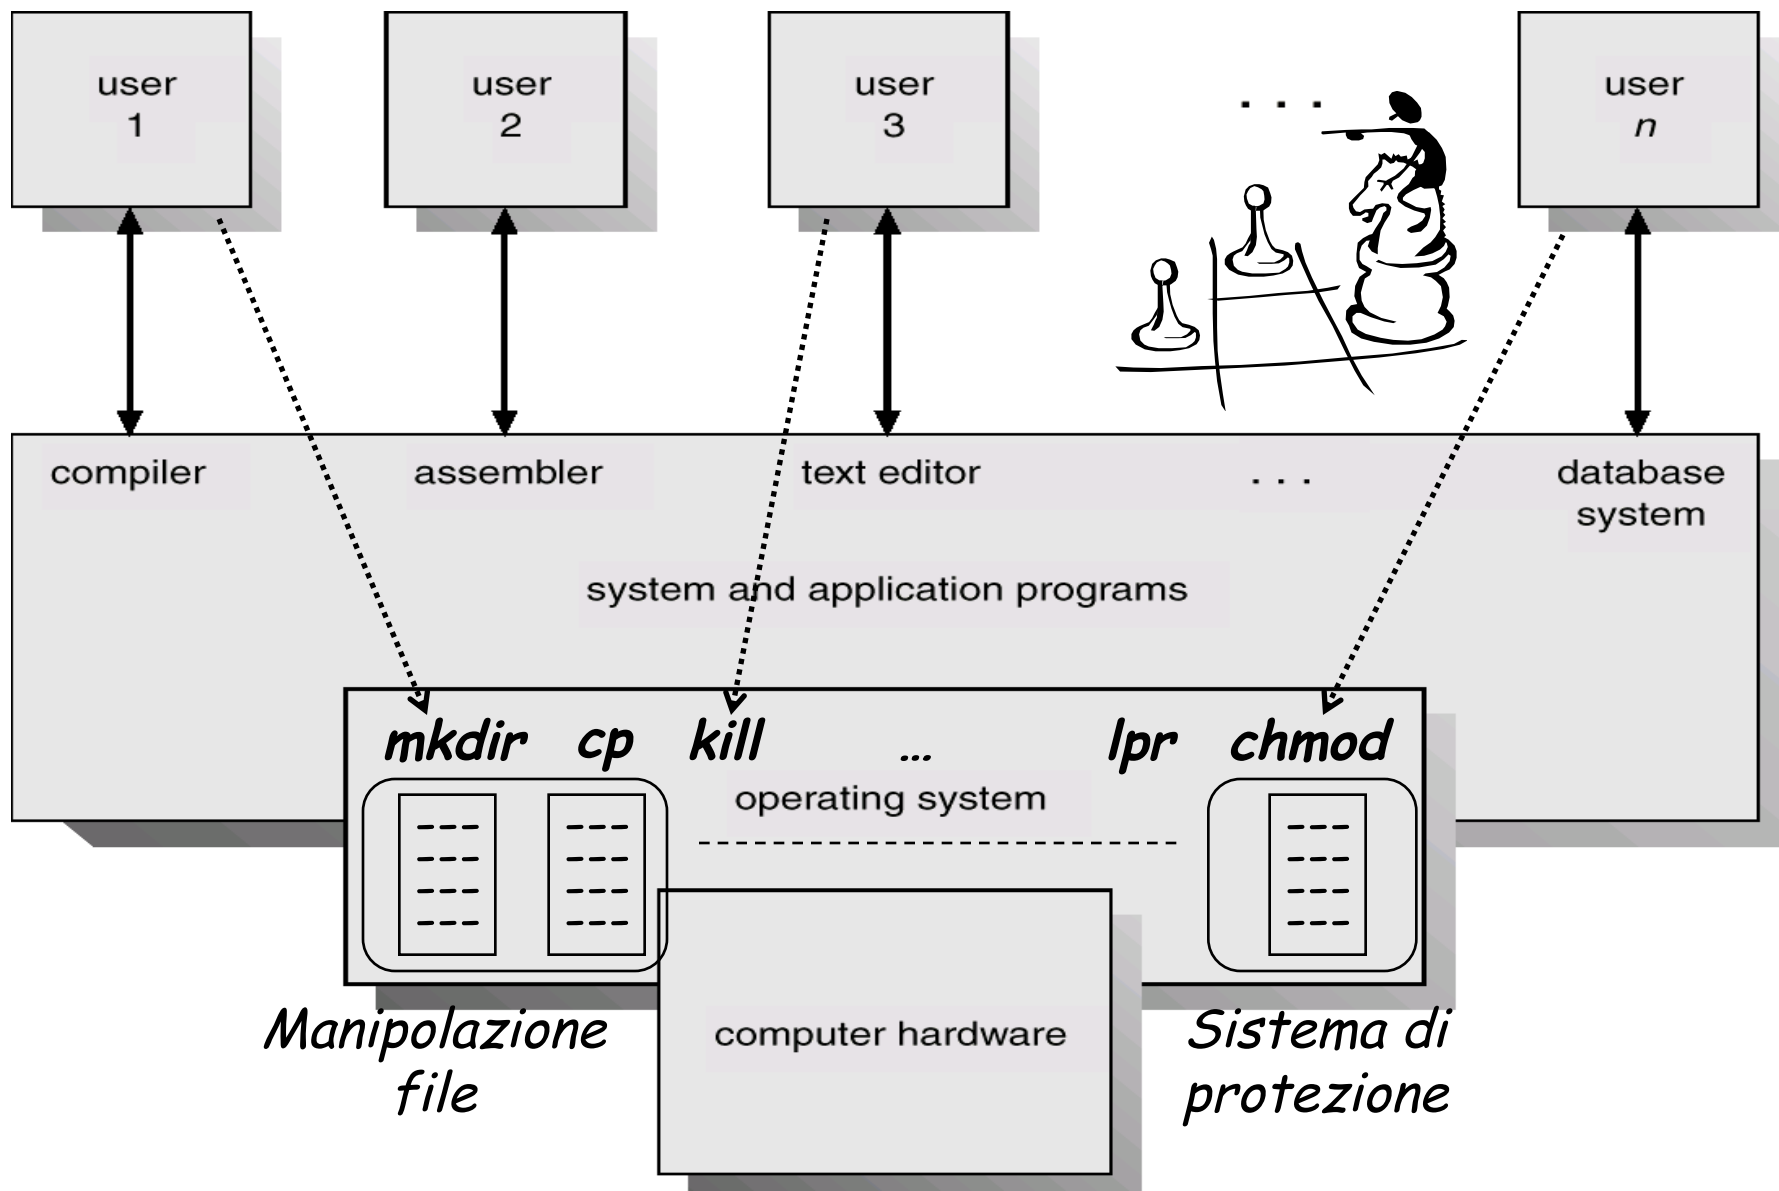 user
1
user
2
user
3
. . .
user
n
compiler
assembler
text editor
. . .
database
system
system and application programs
mkdir
cp
kill
...
lpr
chmod
operating system
computer hardware
Manipolazione
file
Sistema di
protezione